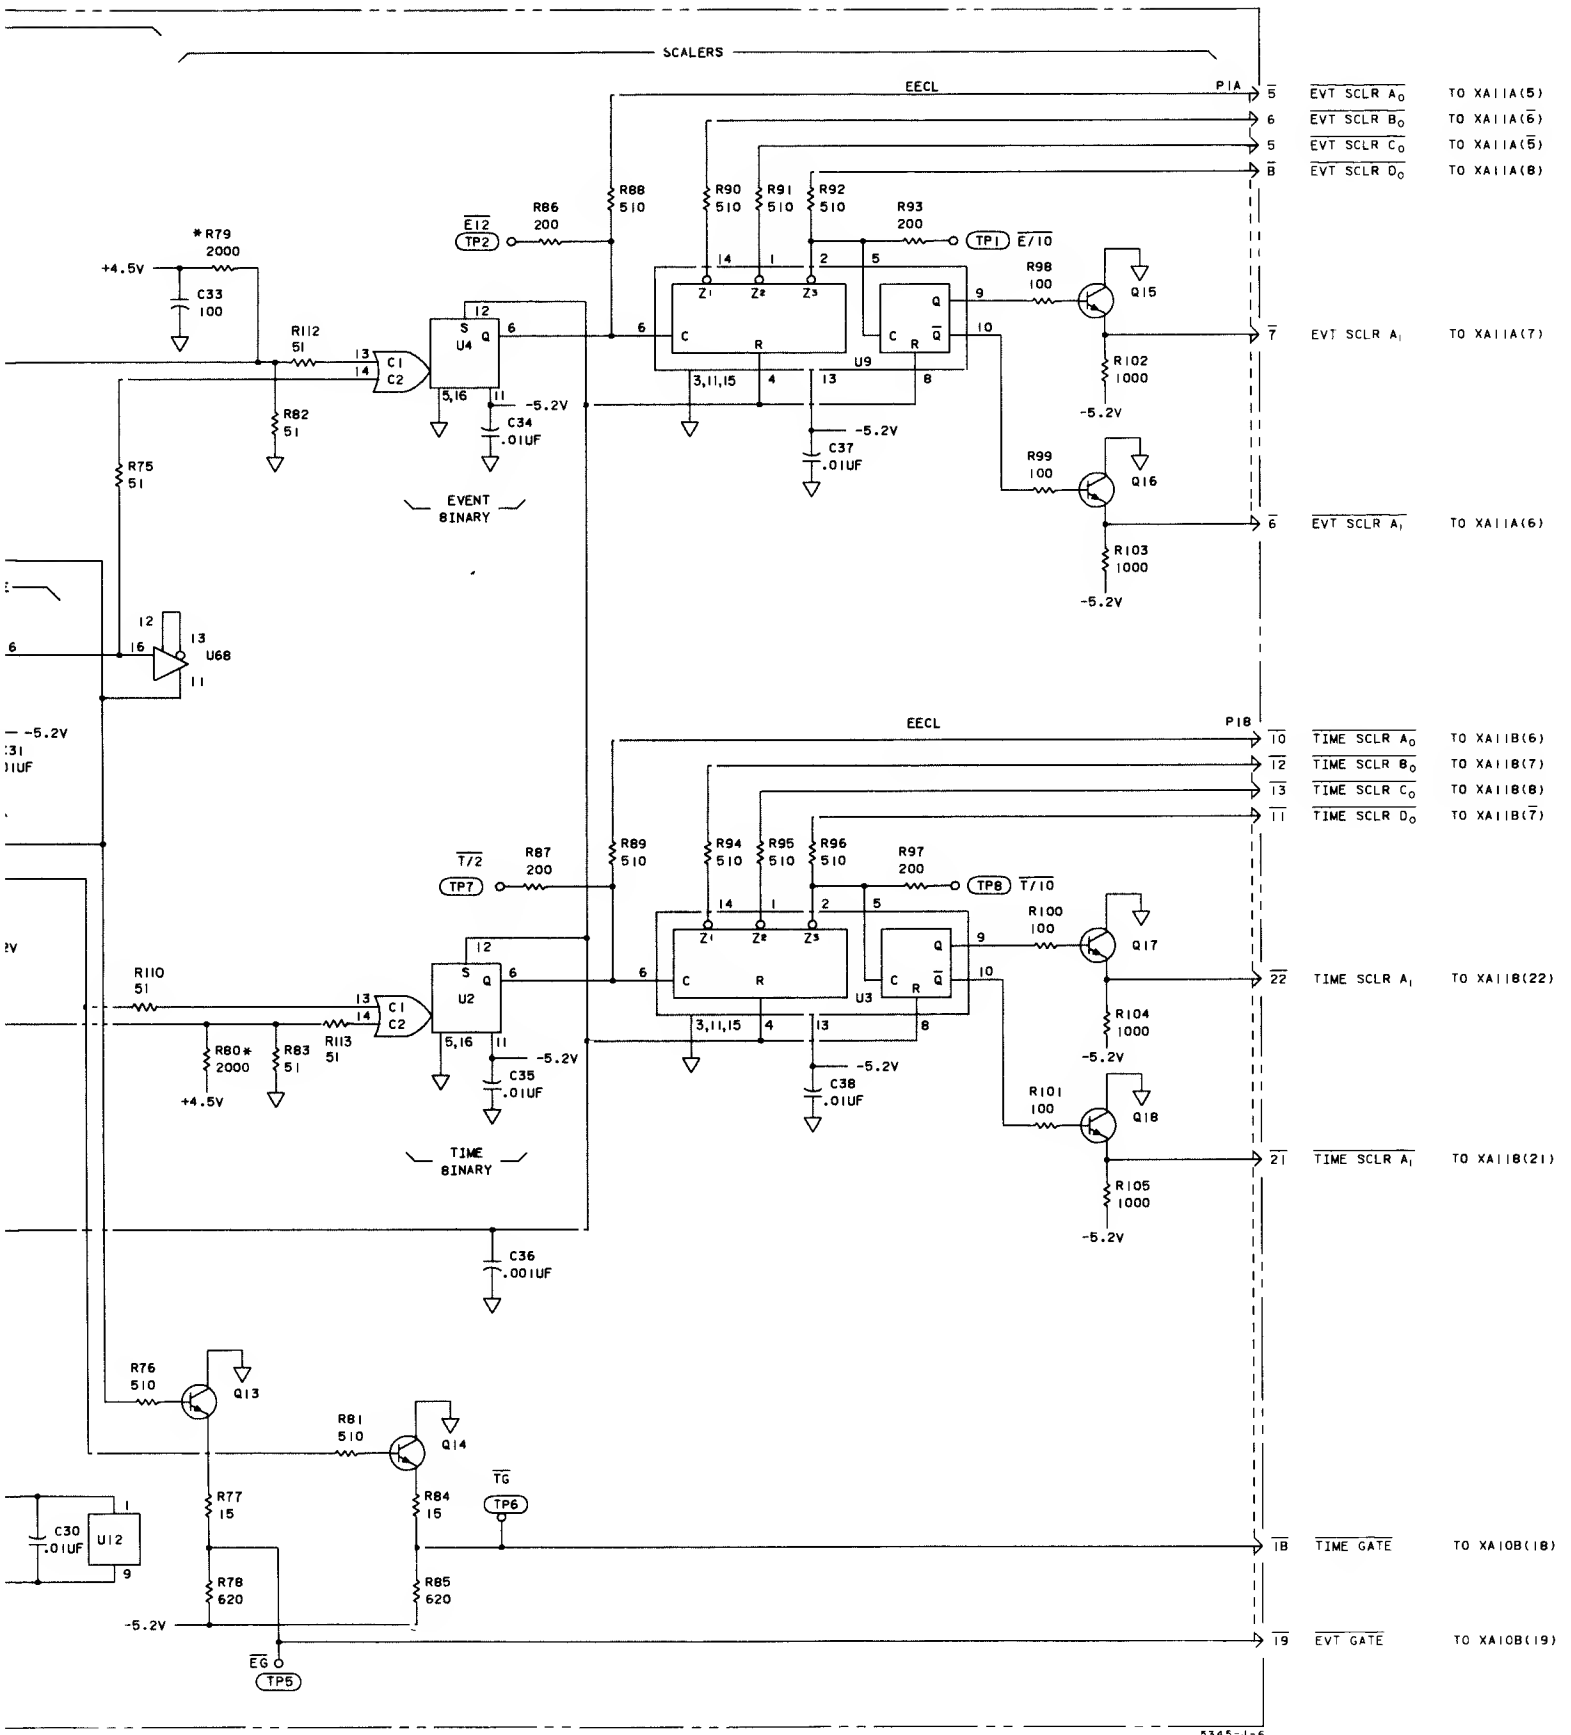 SCALERS
EECL
P1A
5 EVT SCLR A0 TO XA11A(5)
6 EVT SCLR B0 TO XA11A(6)
5 EVT SCLR C0 TO XA11A(5)
8 EVT SCLR D0 TO XA11A(8)
R88
510
R90
510
R91
510
R92
510
R86
200
R93
200
E12
TP2
TP1
E/10
*R79
2000
+4.5V
C33
100
R112
51
13
C1
14
C2
12
S
Q
U4
6
5,16
11
-5.2V
C34
.01UF
R82
51
R75
51
EVENT
BINARY
14
1
2
5
Z1
Z2
Z3
6
C
R
3,11,15
4
13
Q
Q
C
R
U9
8
9
10
-5.2V
C37
.01UF
R98
100
Q15
7 EVT SCLR A1 TO XA11A(7)
R102
1000
-5.2V
R99
100
Q16
6 EVT SCLR A1 TO XA11A(6)
R103
1000
-5.2V
E
6
12
13
16
U68
11
-5.2V
C31
.01UF
EECL
P1B
10 TIME SCLR A0 TO XA11B(6)
12 TIME SCLR B0 TO XA11B(7)
13 TIME SCLR C0 TO XA11B(8)
11 TIME SCLR D0 TO XA11B(7)
T/2
TP7
R87
200
R89
510
R94
510
R95
510
R96
510
R97
200
TP8
T/10
2V
R110
51
13
C1
14
C2
12
S
Q
U2
6
5,16
11
-5.2V
C35
.01UF
R80*
2000
+4.5V
R83
51
R113
51
TIME
BINARY
14
1
2
5
Z1
Z2
Z3
6
C
R
3,11,15
4
13
Q
Q
C
R
U3
8
9
10
-5.2V
C38
.01UF
R100
100
Q17
22 TIME SCLR A1 TO XA11B(22)
R104
1000
-5.2V
R101
100
Q18
21 TIME SCLR A1 TO XA11B(21)
R105
1000
-5.2V
C36
.001UF
R76
510
Q13
R81
510
Q14
TG
TP6
R77
15
R84
15
C30
.01UF
1
U12
9
R78
620
R85
620
-5.2V
18 TIME GATE TO XA10B(18)
19 EVT GATE TO XA10B(19)
EG
TP5
5345-1-6